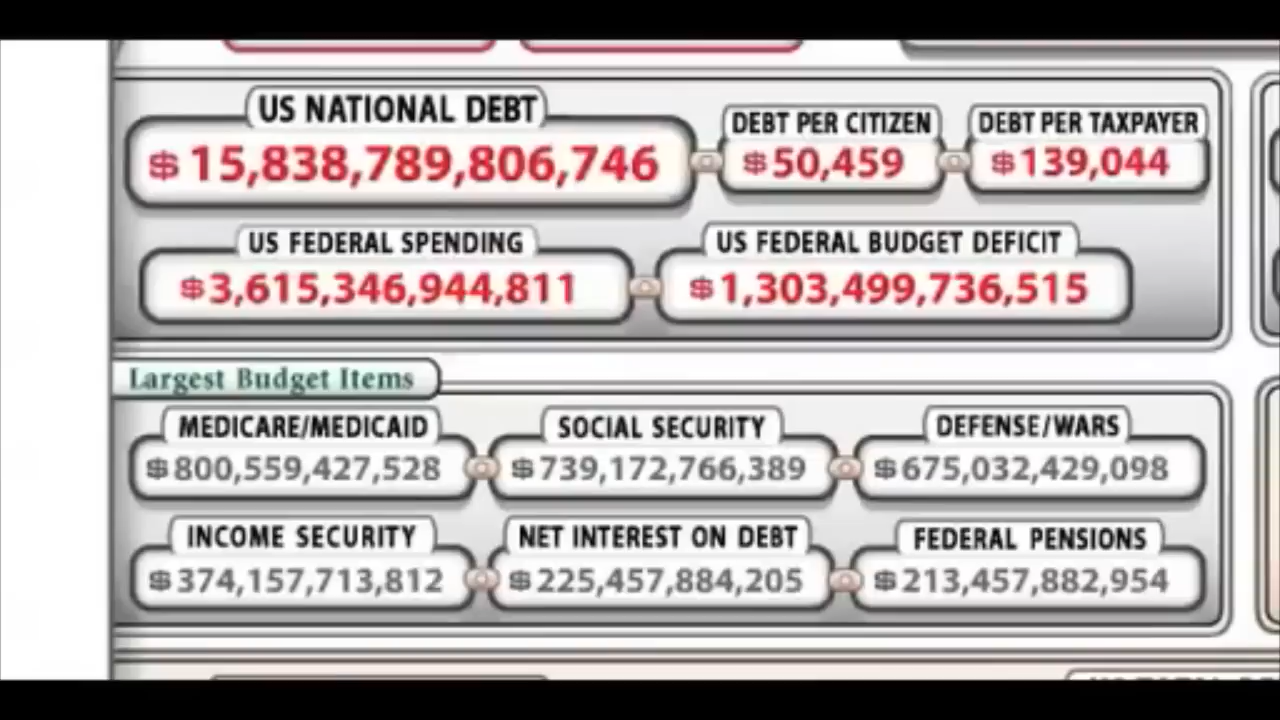 US NATIONAL DEBT
$15,838,789,806,746
DEBT PER CITIZEN
$50,459
DEBT PER TAXPAYER
$139,044
US FEDERAL SPENDING
$3,615,346,944,811
US FEDERAL BUDGET DEFICIT
$1,303,499,736,515
Largest Budget Items
MEDICARE/MEDICAID
$800,559,427,528
SOCIAL SECURITY
$739,172,766,389
DEFENSE/WARS
$675,032,429,098
INCOME SECURITY
$374,157,713,812
NET INTEREST ON DEBT
$225,457,884,205
FEDERAL PENSIONS
$213,457,882,954